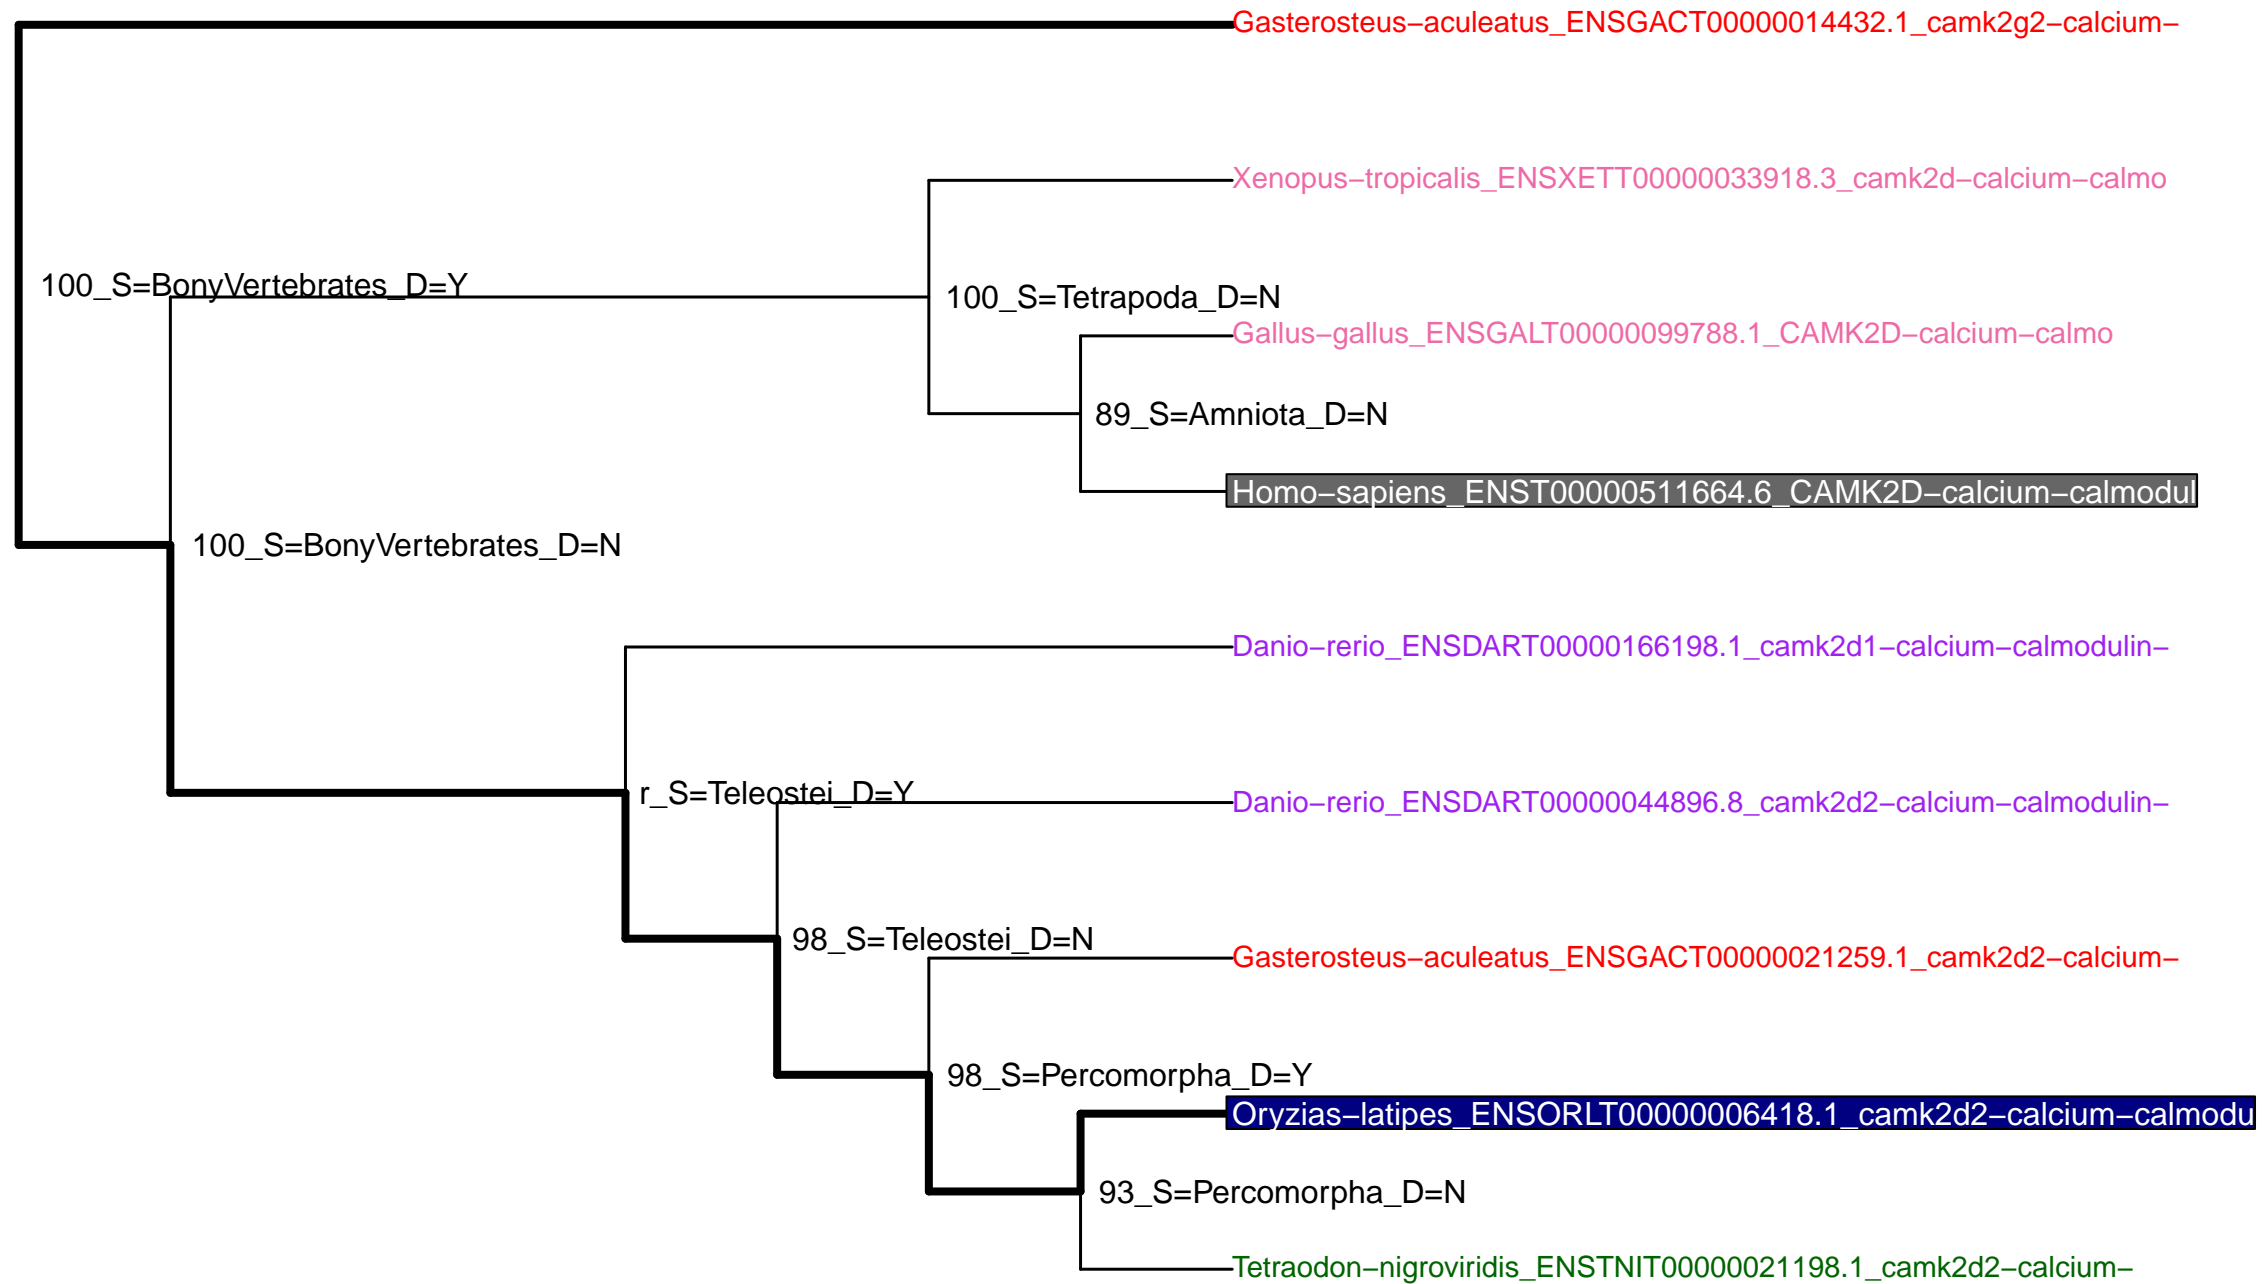 Gasterosteus−aculeatus_ENSGACT00000014432.1_camk2g2−calcium−
Xenopus−tropicalis_ENSXETT00000033918.3_camk2d−calcium−calmo
100_S=BonyVertebrates_D=Y
100_S=Tetrapoda_D=N
Gallus−gallus_ENSGALT00000099788.1_CAMK2D−calcium−calmo
89_S=Amniota_D=N
Homo−sapiens_ENST00000511664.6_CAMK2D−calcium−calmodul
100_S=BonyVertebrates_D=N
Danio−rerio_ENSDART00000166198.1_camk2d1−calcium−calmodulin−
r_S=Teleostei_D=Y
Danio−rerio_ENSDART00000044896.8_camk2d2−calcium−calmodulin−
98_S=Teleostei_D=N
Gasterosteus−aculeatus_ENSGACT00000021259.1_camk2d2−calcium−
98_S=Percomorpha_D=Y
Oryzias−latipes_ENSORLT00000006418.1_camk2d2−calcium−calmodu
93_S=Percomorpha_D=N
Tetraodon−nigroviridis_ENSTNIT00000021198.1_camk2d2−calcium−